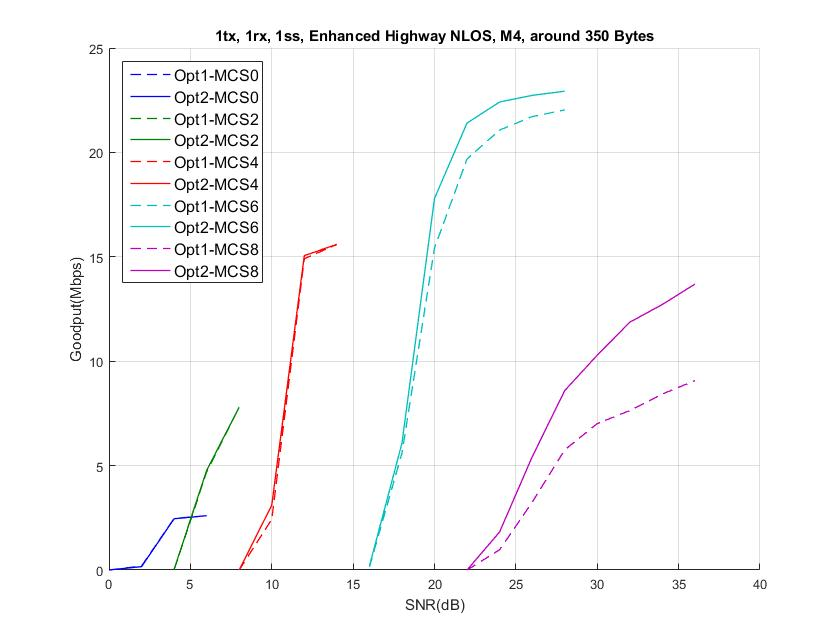 1tx, 1rx, 1ss, Enhanced Highway NLOS, M4, around 350 Bytes
25
20
15
10
5
0
Goodput(Mbps)
Opt1-MCS0
Opt2-MCS0
Opt1-MCS2
Opt2-MCS2
Opt1-MCS4
Opt2-MCS4
Opt1-MCS6
Opt2-MCS6
Opt1-MCS8
Opt2-MCS8
0 5 10 15 20 25 30 35 40
SNR(dB)